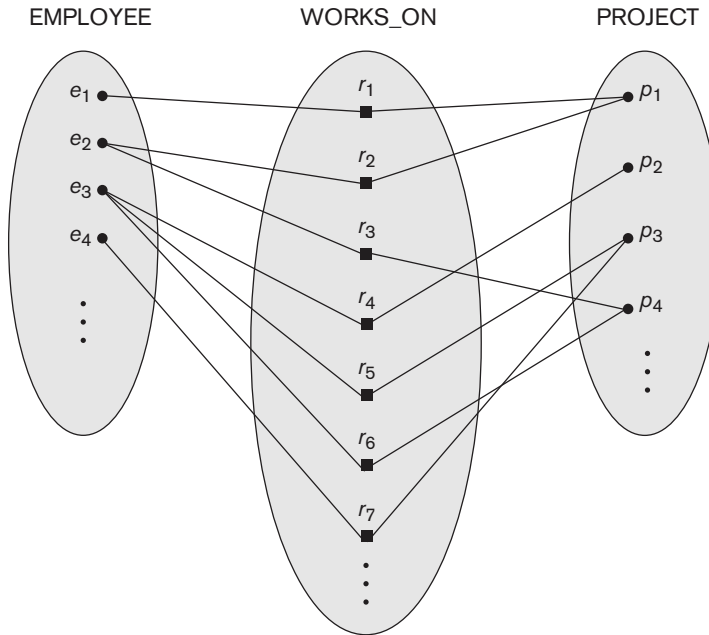 EMPLOYEE WORKS_ON PROJECT
e1
e2
e3
e4
r1
r2
r3
r4
r5
r6
r7
p1
p2
p3
p4